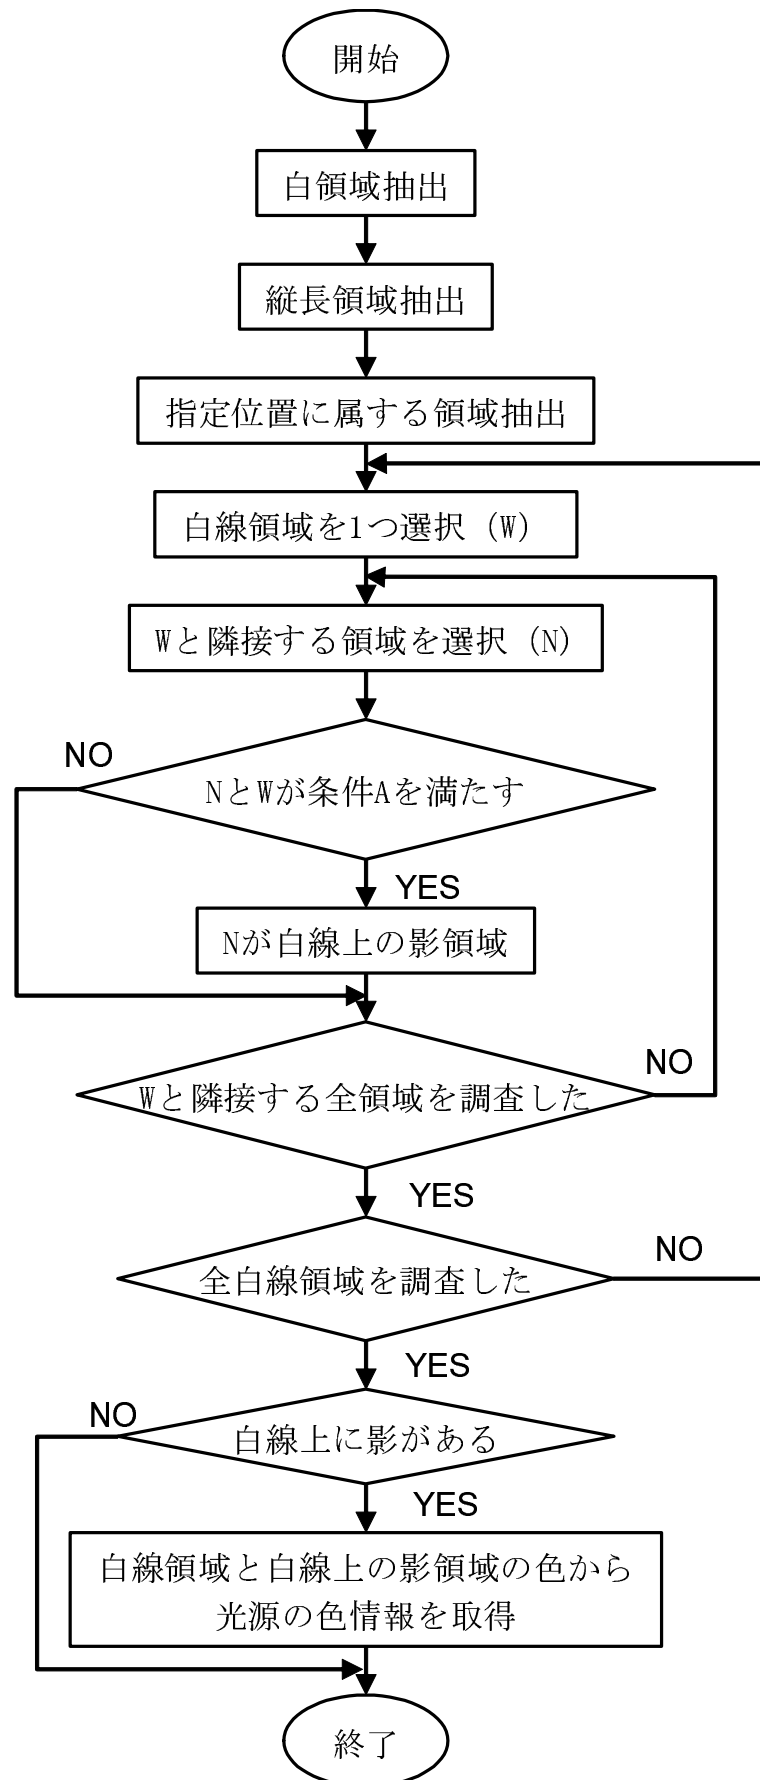 開始
白領域抽出
縦長領域抽出
指定位置に属する領域抽出
白線領域を1つ選択（W）
Wと隣接する領域を選択（N）
NO
NとWが条件Aを満たす
YES
Nが白線上の影領域
NO
Wと隣接する全領域を調査した
YES
NO
全白線領域を調査した
YES
NO
白線上に影がある
YES
白線領域と白線上の影領域の色から
光源の色情報を取得
終了